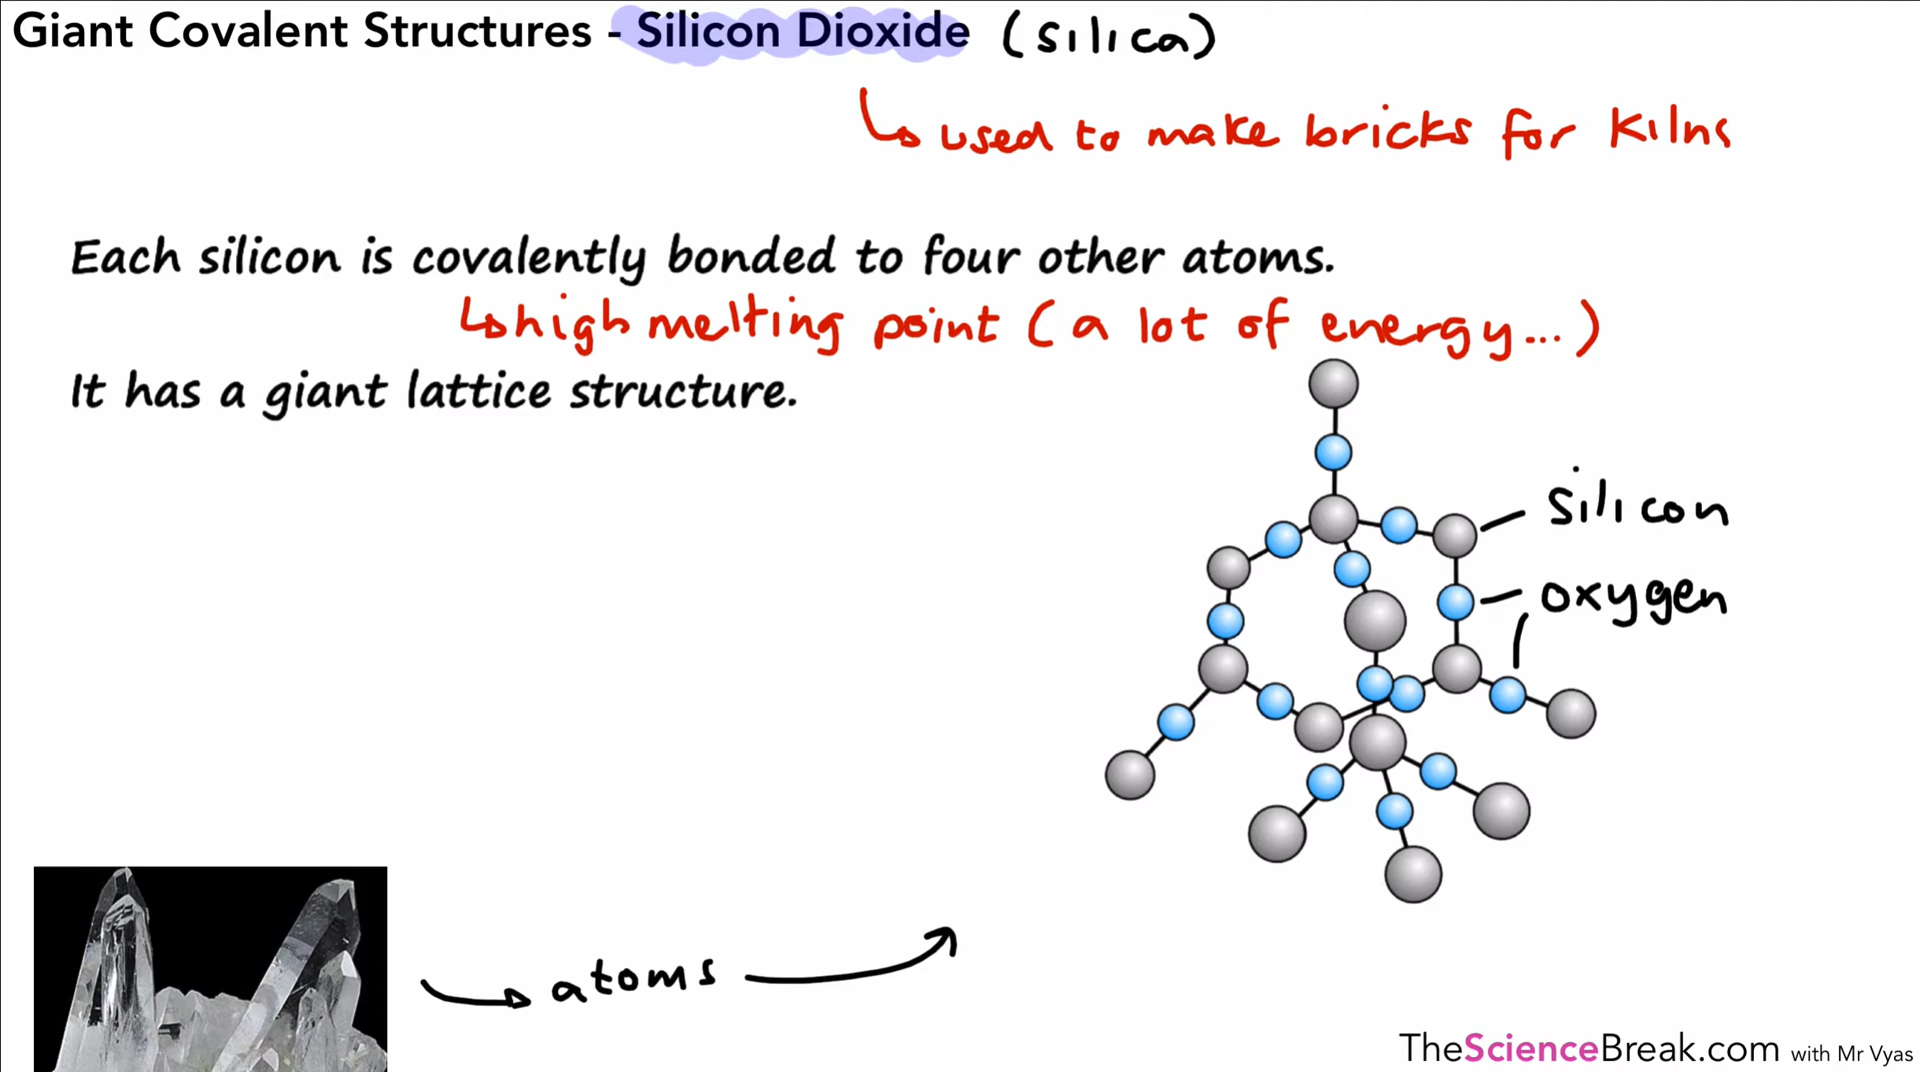 Giant Covalent Structures - Silicon Dioxide (silica)
↳ used to make bricks for kilns
Each silicon is covalently bonded to four other atoms.
↳ high melting point (a lot of energy...)
It has a giant lattice structure.
silicon
oxygen
atoms
TheScienceBreak.com with Mr Vyas